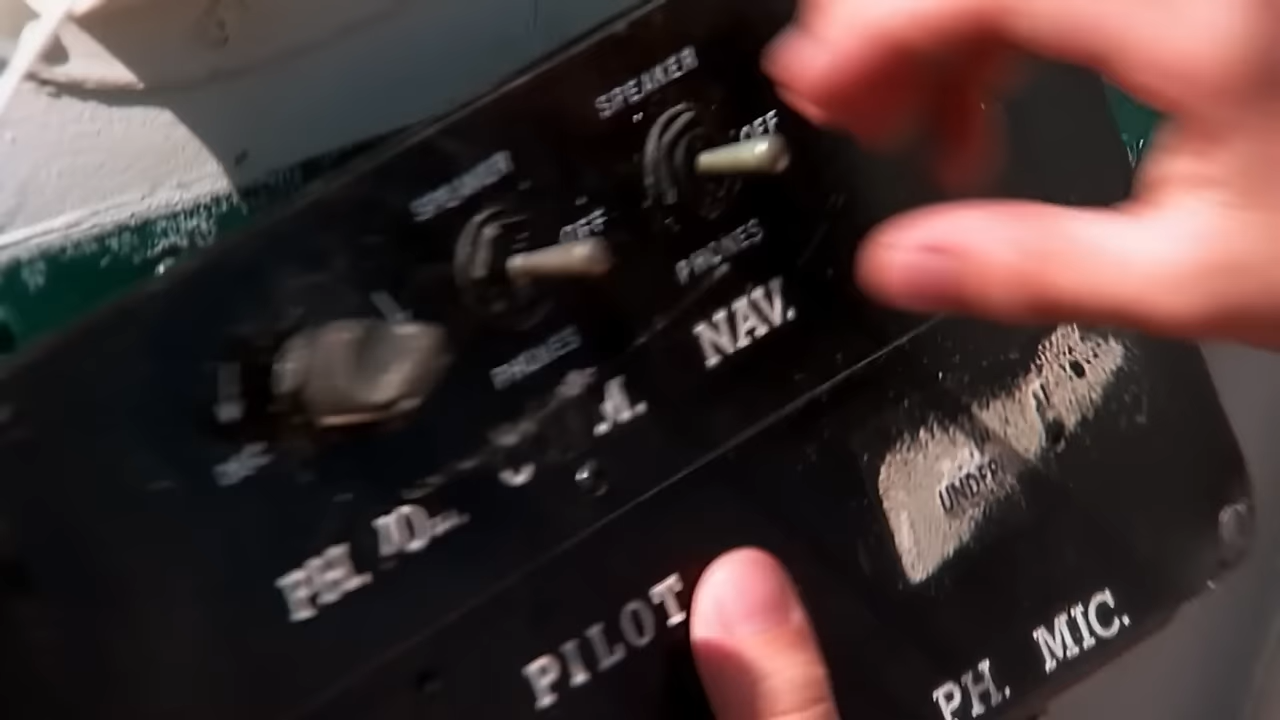 SPEAKER
OFF
PHONES
NAV.
SPEAKER
OFF
PHONES
PH.
PILOT
UNDER
PH. MIC.